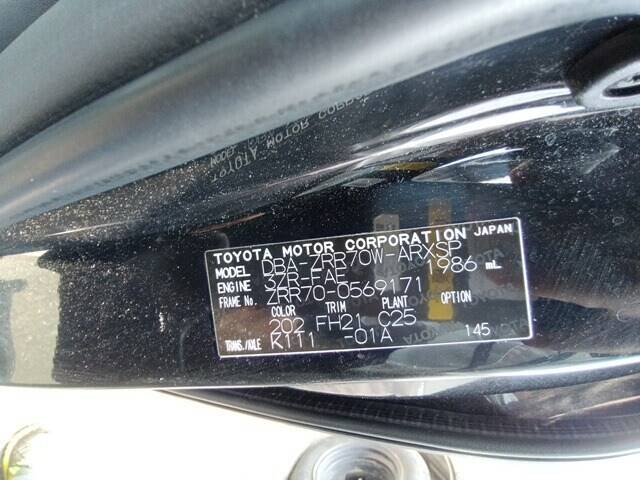 TOYOTA MOTOR CORPORATION JAPAN
MODEL DBA-ZRR70W-ARXSP
ENGINE 3ZR-FAE 1986 mL
FRAME No. ZRR70-0569171
COLOR TRIM PLANT OPTION
202 FH21 C25
TRANS./AXLE K111 -01A 145